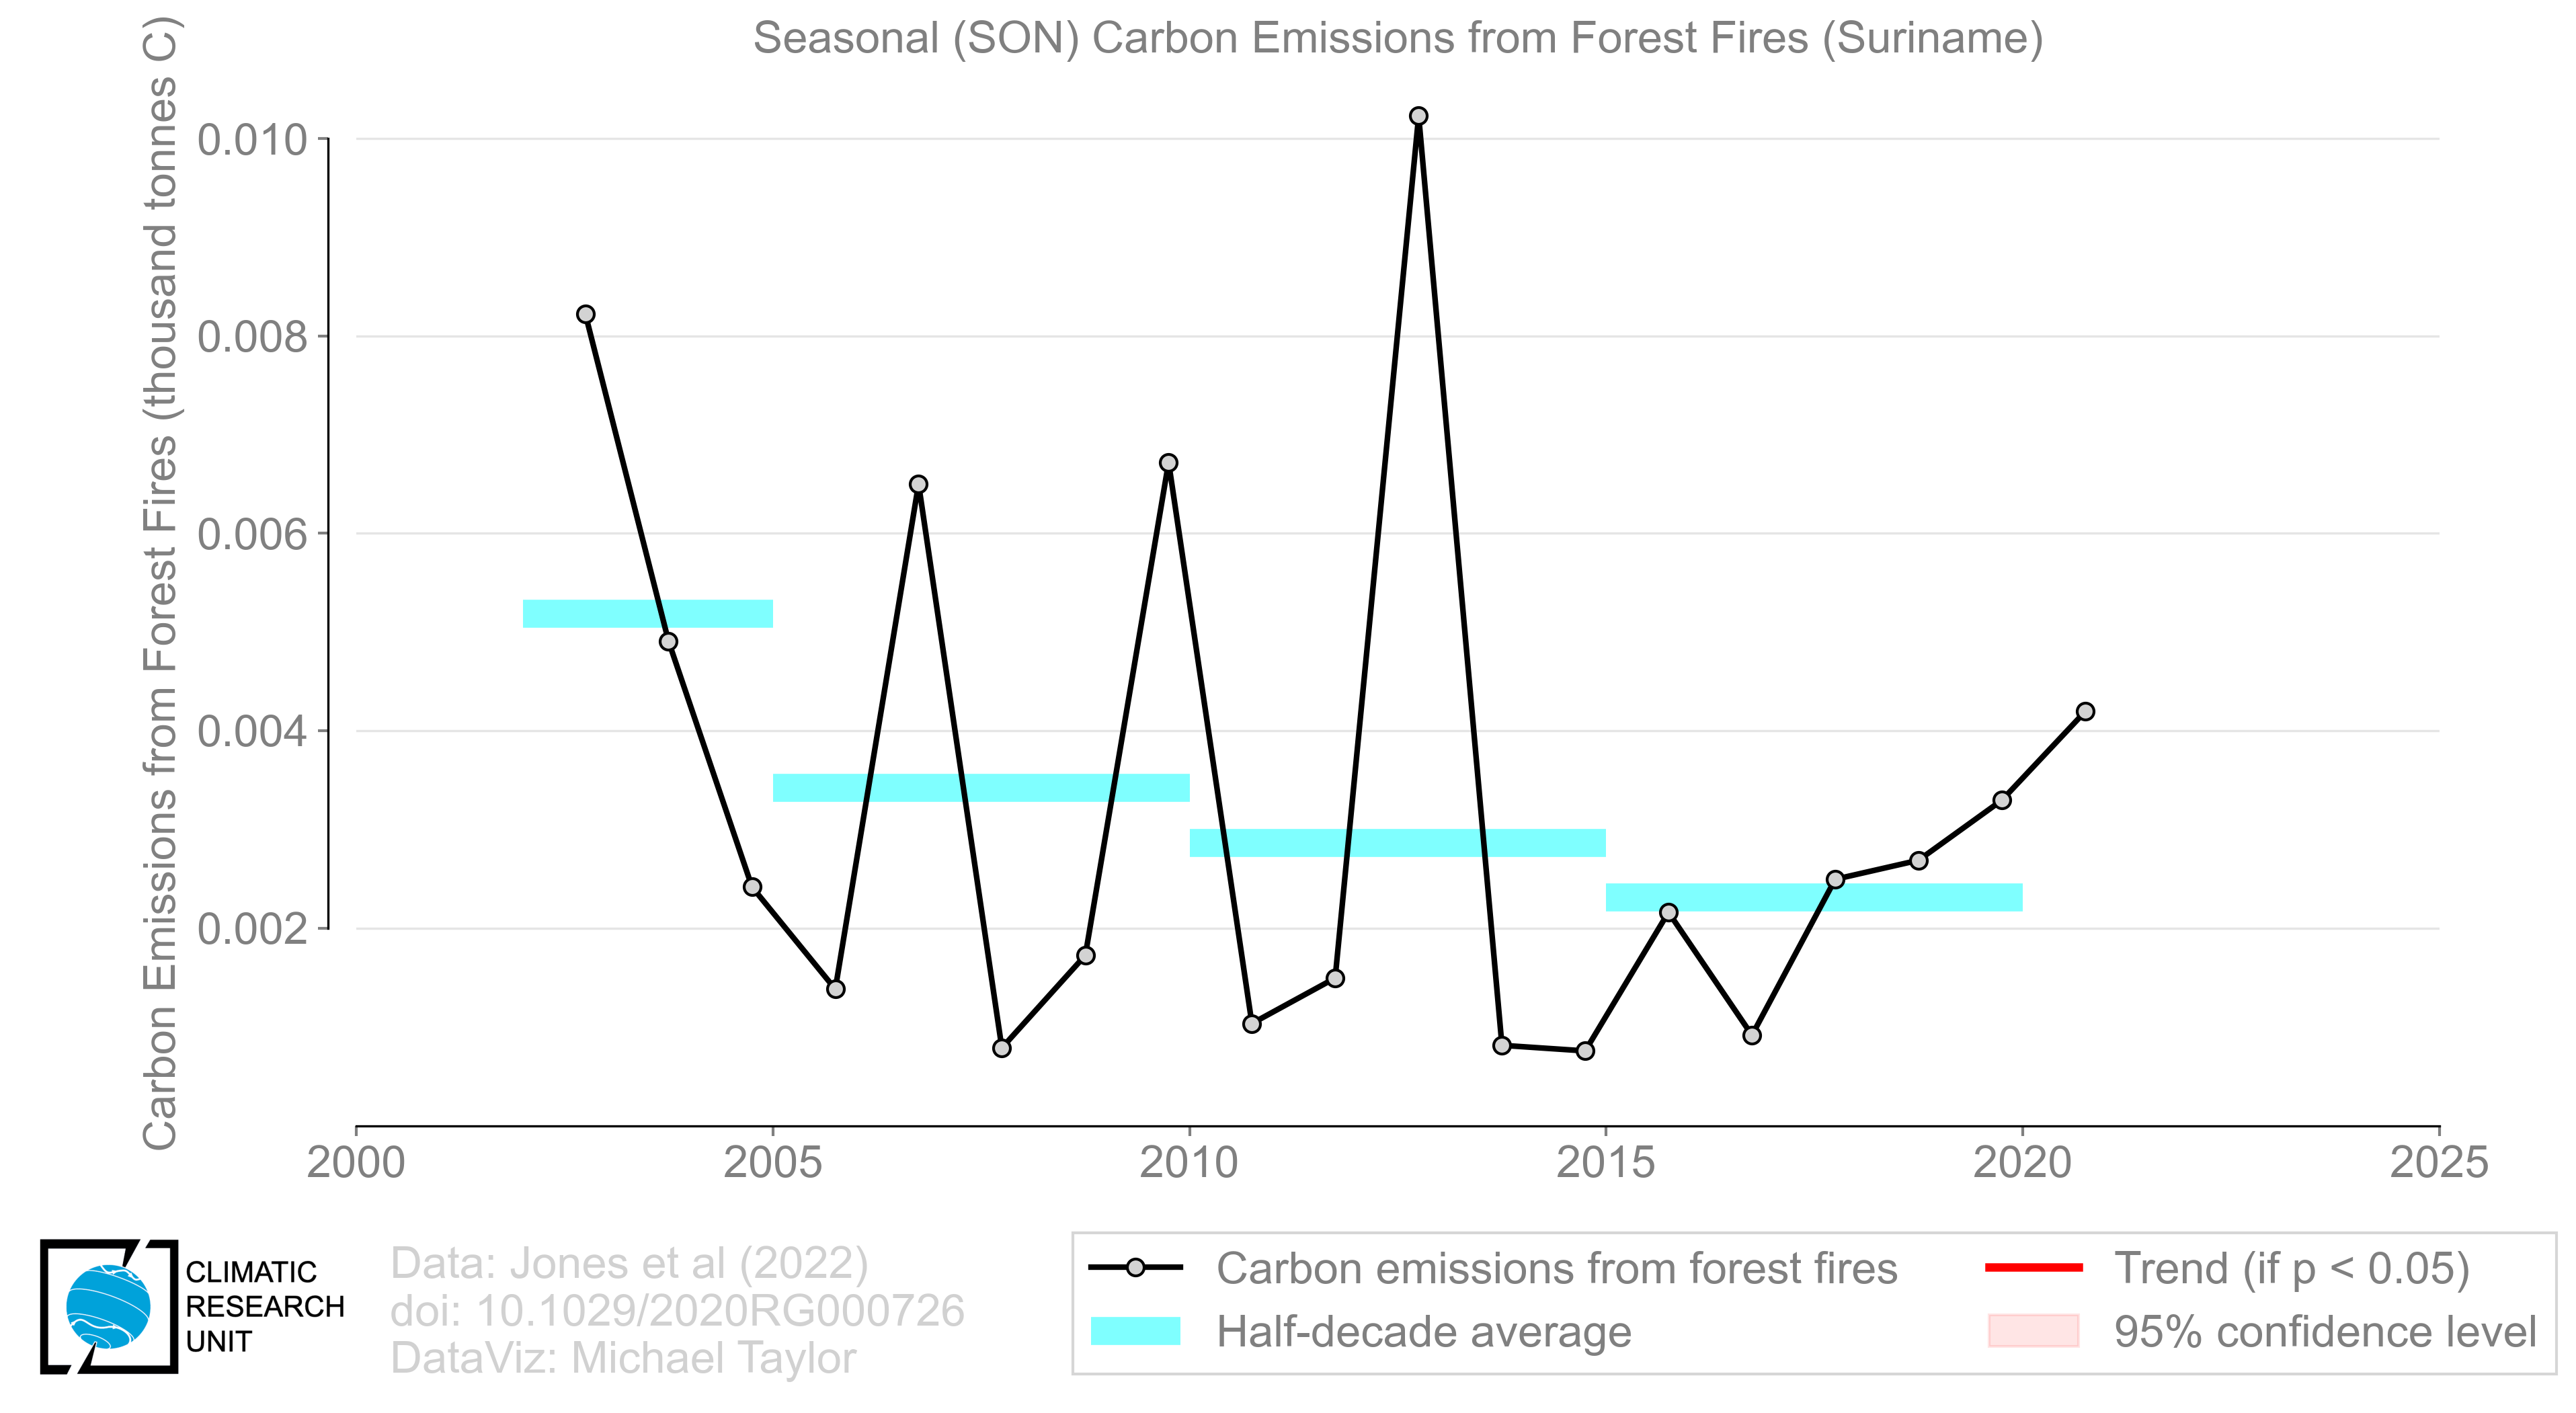 Seasonal (SON) Carbon Emissions from Forest Fires (Suriname)
Carbon Emissions from Forest Fires (thousand tonnes C)
0.010
0.008
0.006
0.004
0.002
2000 2005 2010 2015 2020 2025
CLIMATIC
RESEARCH
UNIT
Data: Jones et al (2022)
doi: 10.1029/2020RG000726
DataViz: Michael Taylor
Carbon emissions from forest fires
Half-decade average
Trend (if p < 0.05)
95% confidence level